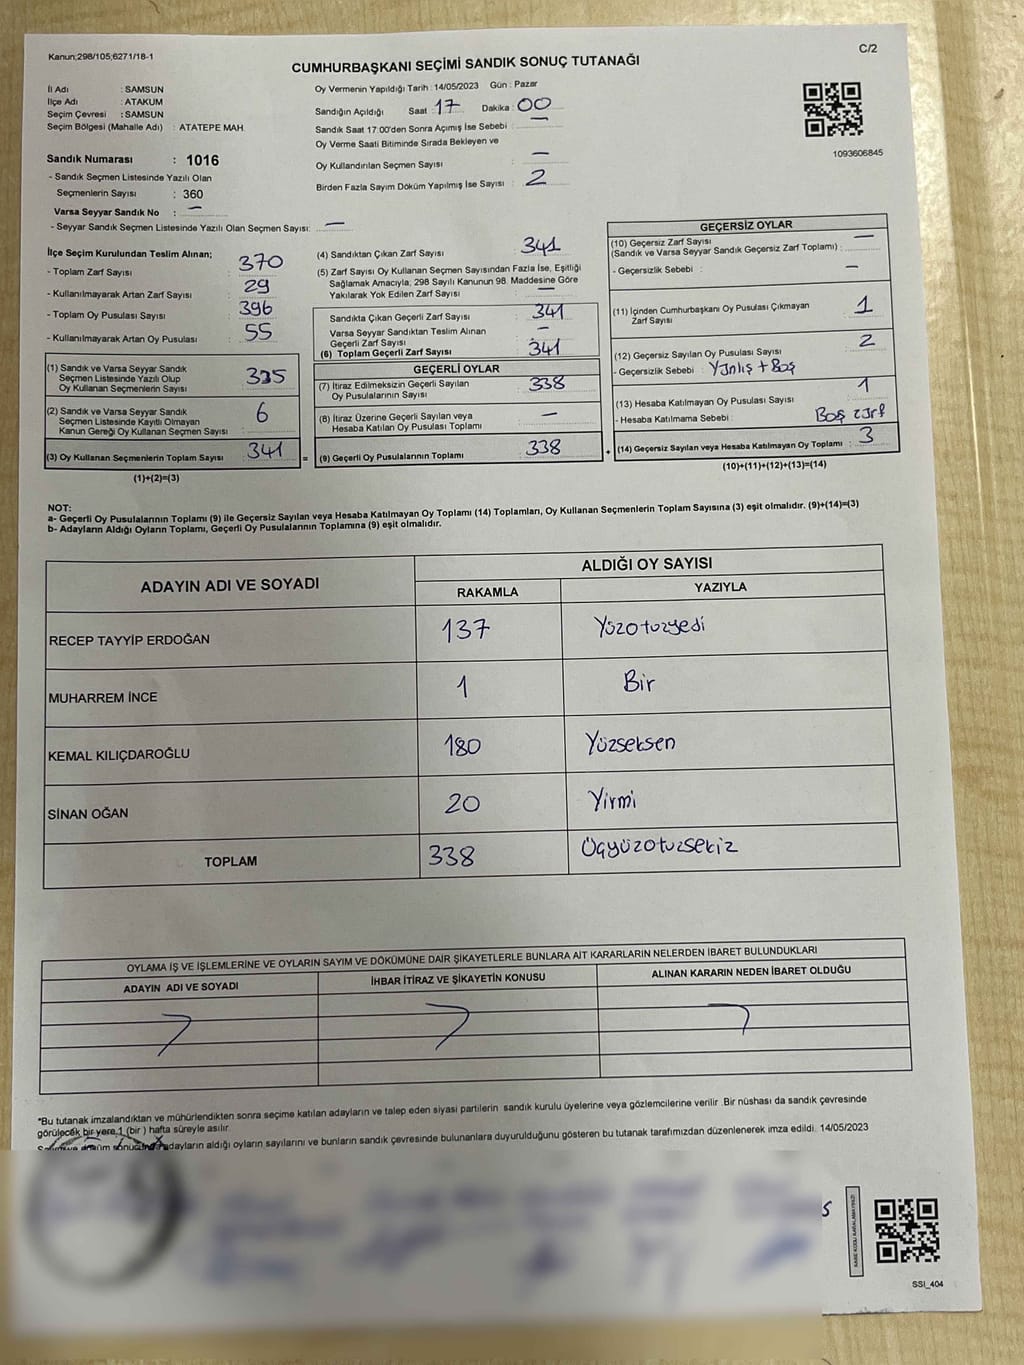 Kanun;298/105;6271/18-1
C/2
CUMHURBAŞKANI SEÇİMİ SANDIK SONUÇ TUTANAĞI
İl Adı : SAMSUN
İlçe Adı : ATAKUM
Seçim Çevresi : SAMSUN
Seçim Bölgesi (Mahalle Adı) : ATATEPE MAH.
Sandık Numarası : 1016
- Sandık Seçmen Listesinde Yazılı Olan
Seçmenlerin Sayısı : 360
Varsa Seyyar Sandık No : —
- Seyyar Sandık Seçmen Listesinde Yazılı Olan Seçmen Sayısı: —
Oy Vermenin Yapıldığı Tarih : 14/05/2023 Gün : Pazar
Sandığın Açıldığı Saat : 17 Dakika : 00
Sandık Saat 17:00'den Sonra Açımış İse Sebebi : —
Oy Verme Saati Bitiminde Sırada Bekleyen ve
Oy Kullandırılan Seçmen Sayısı : —
Birden Fazla Sayım Döküm Yapılmış İse Sayısı : 2
1093606845
İlçe Seçim Kurulundan Teslim Alınan;
- Toplam Zarf Sayısı : 370
- Kullanılmayarak Artan Zarf Sayısı : 29
- Toplam Oy Pusulası Sayısı : 396
- Kullanılmayarak Artan Oy Pusulası : 55
(1) Sandık ve Varsa Seyyar Sandık
Seçmen Listesinde Yazılı Olup
Oy Kullanan Seçmenlerin Sayısı : 335
(2) Sandık ve Varsa Seyyar Sandık
Seçmen Listesinde Kayıtlı Olmayan
Kanun Gereği Oy Kullanan Seçmen Sayısı : 6
(3) Oy Kullanan Seçmenlerin Toplam Sayısı : 341
(1)+(2)=(3)
(4) Sandıktan Çıkan Zarf Sayısı : 341
(5) Zarf Sayısı Oy Kullanan Seçmen Sayısından Fazla İse, Eşitliği
Sağlamak Amacıyla, 298 Sayılı Kanunun 98. Maddesine Göre
Yakılarak Yok Edilen Zarf Sayısı : —
Sandıkta Çıkan Geçerli Zarf Sayısı : 341
Varsa Seyyar Sandıktan Teslim Alınan
Geçerli Zarf Sayısı : —
(6) Toplam Geçerli Zarf Sayısı : 341
GEÇERLİ OYLAR
(7) İtiraz Edilmeksizin Geçerli Sayılan
Oy Pusulasının Sayısı : 338
(8) İtiraz Üzerine Geçerli Sayılan veya
Hesaba Katılan Oy Pusulası Toplamı : —
= (9) Geçerli Oy Pusulalarının Toplamı : 338 +
GEÇERSİZ OYLAR
(10) Geçersiz Zarf Sayısı
(Sandık ve Varsa Seyyar Sandık Geçersiz Zarf Toplamı) : —
- Geçersizlik Sebebi : —
(11) İçinden Cumhurbaşkanı Oy Pusulası Çıkmayan
Zarf Sayısı : 1
(12) Geçersiz Sayılan Oy Pusulası Sayısı : 2
- Geçersizlik Sebebi : Yanlış + Boş
(13) Hesaba Katılmayan Oy Pusulası Sayısı : 1
- Hesaba Katılmama Sebebi : Boş zarf
(14) Geçersiz Sayılan veya Hesaba Katılmayan Oy Toplamı : 3
(10)+(11)+(12)+(13)=(14)
NOT:
a- Geçerli Oy Pusulalarının Toplamı (9) ile Geçersiz Sayılan veya Hesaba Katılmayan Oy Toplamı (14) Toplamları, Oy Kullanan Seçmenlerin Toplam Sayısına (3) eşit olmalıdır. (9)+(14)=(3)
b- Adayların Aldığı Oyların Toplamı, Geçerli Oy Pusulalarının Toplamına (9) eşit olmalıdır.
ADAYIN ADI VE SOYADI
ALDIĞI OY SAYISI
RAKAMLA YAZIYLA
RECEP TAYYİP ERDOĞAN 137 Yüzotuzyedi
MUHARREM İNCE 1 Bir
KEMAL KILIÇDAROĞLU 180 Yüzseksen
SİNAN OĞAN 20 Yirmi
TOPLAM 338 Üçyüzotuzsekiz
OYLAMA İŞ VE İŞLEMLERİNE VE OYLARIN SAYIM VE DÖKÜMÜNE DAİR ŞİKAYETLERLE BUNLARA AİT KARARLARIN NELERDEN İBARET BULUNDUKLARI
ADAYIN ADI VE SOYADI İHBAR İTİRAZ VE ŞİKAYETİN KONUSU ALINAN KARARIN NEDEN İBARET OLDUĞU
*Bu tutanak imzalandıktan ve mühürlendikten sonra seçime katılan adayların ve talep eden siyasi partilerin sandık kurulu üyelerine veya gözlemcilerine verilir .Bir nüshası da sandık çevresinde
görülecek bir yere 1 (bir ) hafta süreyle asılır.
adayların aldığı oyların sayılarını ve bunların sandık çevresinde bulunanlara duyurulduğunu gösteren bu tutanak tarafımızdan düzenlenerek imza edildi. 14/05/2023
SSI_404